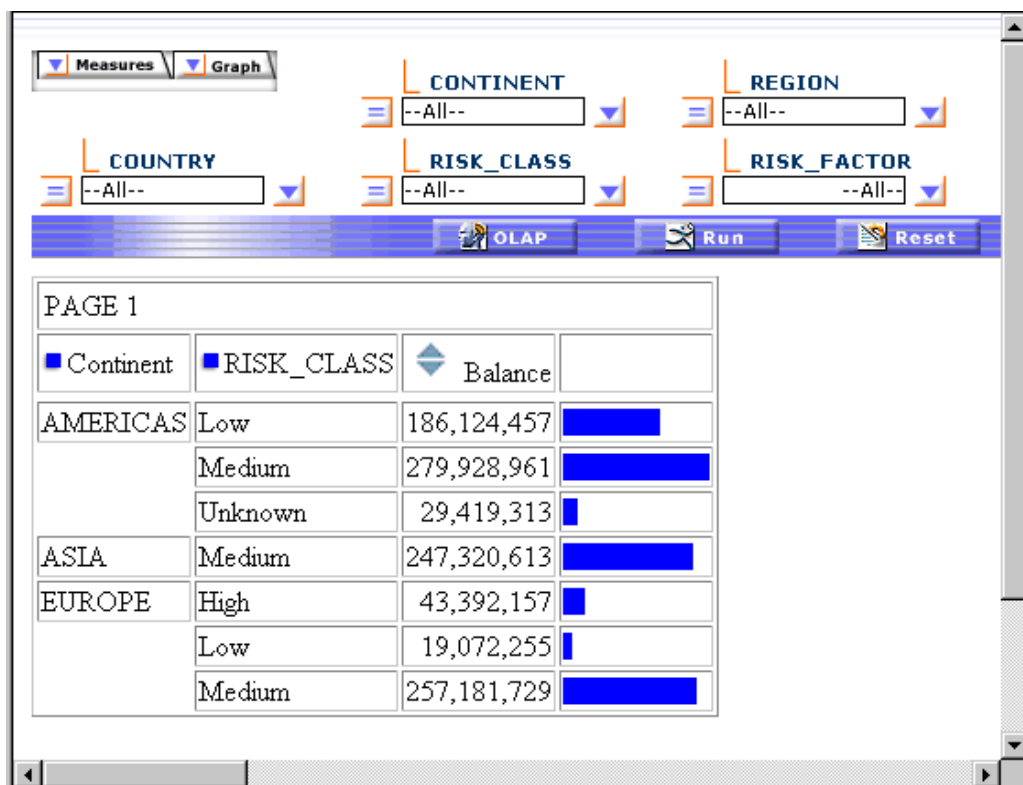 Measures Graph
CONTINENT REGION
--All-- --All--
COUNTRY RISK_CLASS RISK_FACTOR
--All-- --All-- --All--
OLAP Run Reset
PAGE 1
Continent RISK_CLASS Balance
AMERICAS Low 186,124,457
Medium 279,928,961
Unknown 29,419,313
ASIA Medium 247,320,613
EUROPE High 43,392,157
Low 19,072,255
Medium 257,181,729